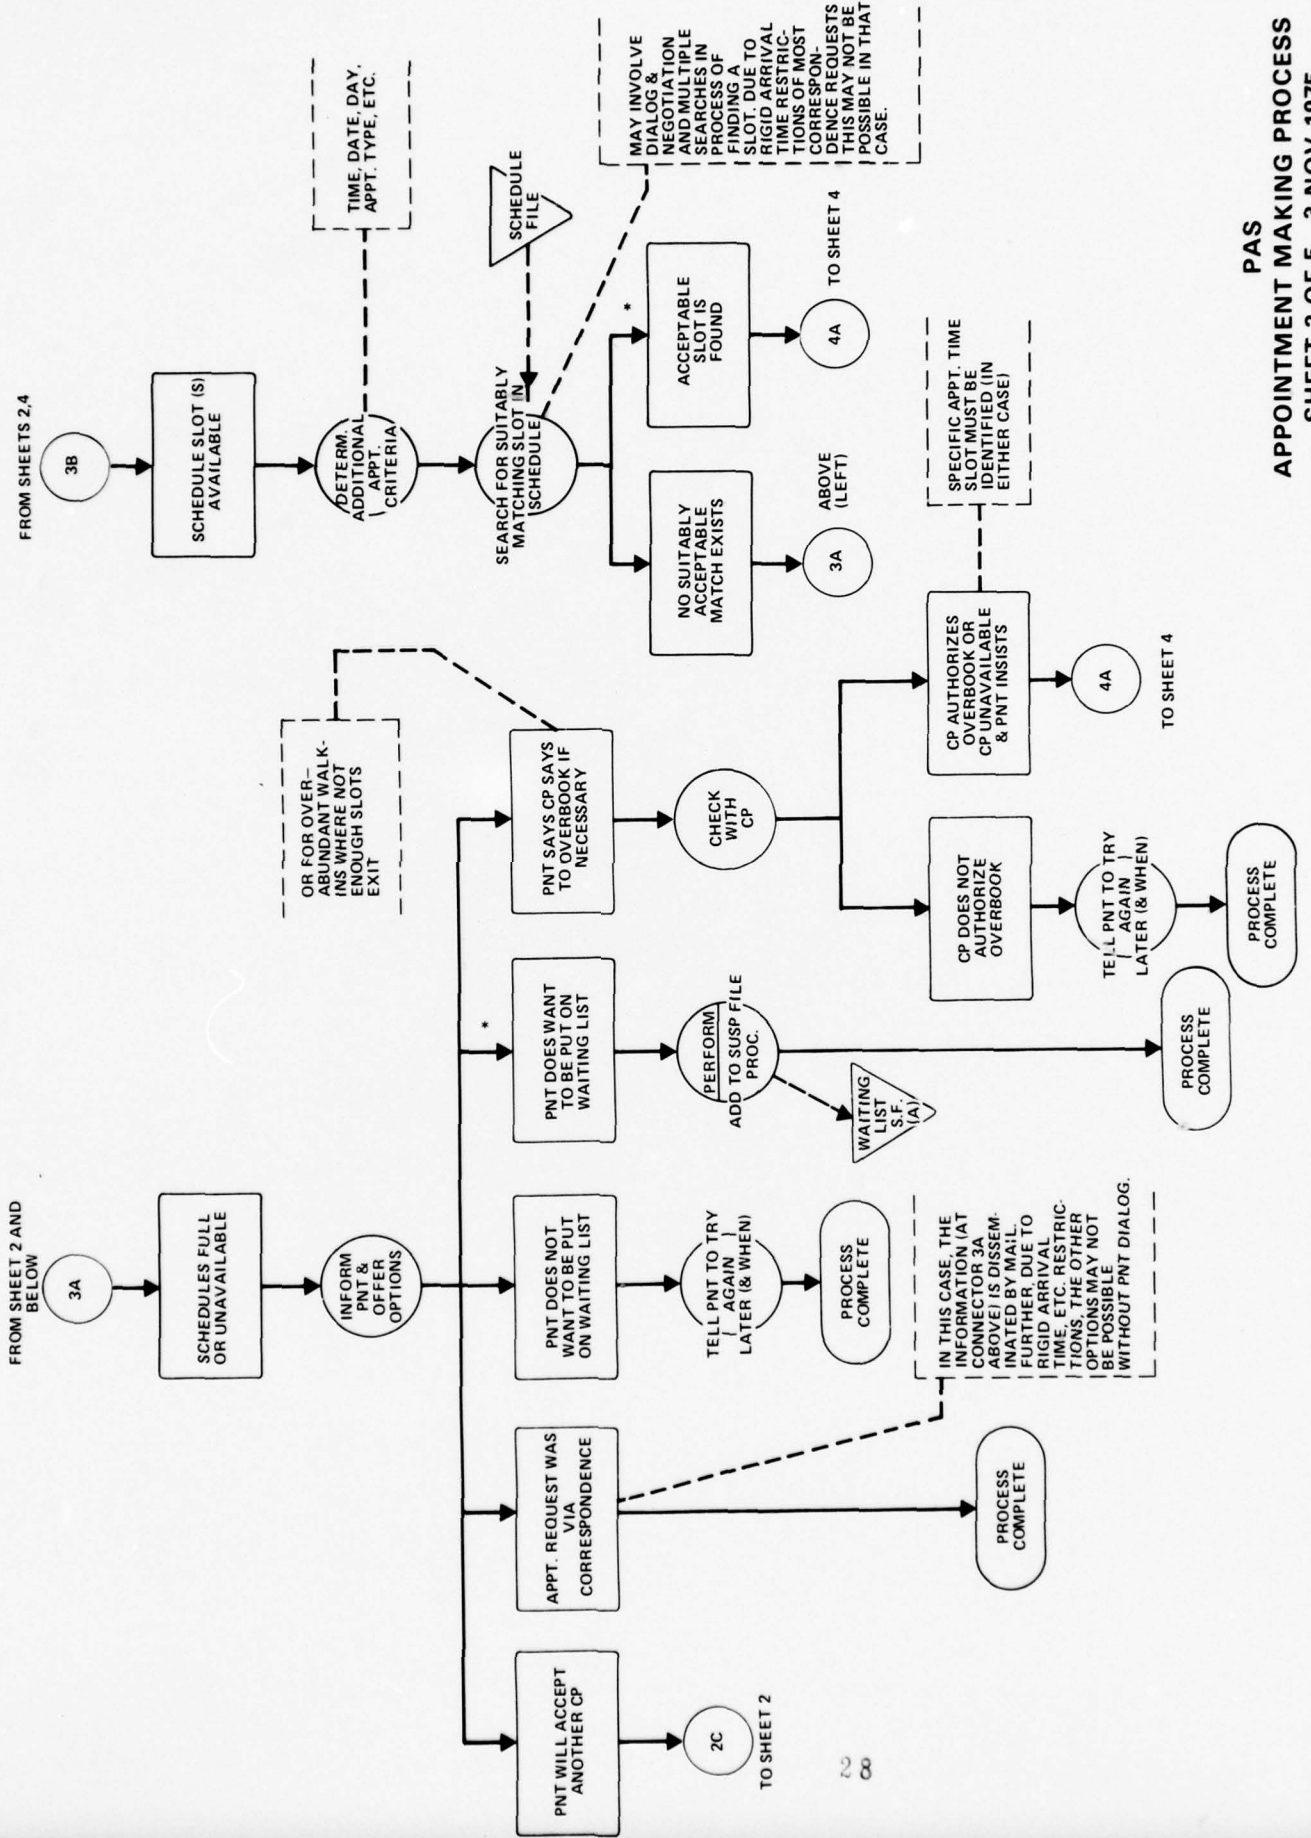 FROM SHEET 2 AND
BELOW
3A
SCHEDULES FULL
OR UNAVAILABLE
INFORM
PNT &
OFFER
OPTIONS
PNT WILL ACCEPT
ANOTHER CP
2C
TO SHEET 2
APPT. REQUEST WAS
VIA
CORRESPONDENCE
PROCESS
COMPLETE
IN THIS CASE, THE
INFORMATION (AT
CONNECTOR 3A
ABOVE) IS DISSEM-
INATED BY MAIL.
FURTHER, DUE TO
RIGID ARRIVAL
TIME, ETC. RESTRIC-
TIONS, THE OTHER
OPTIONS MAY NOT
BE POSSIBLE
WITHOUT PNT DIALOG.
PNT DOES NOT
WANT TO BE PUT
ON WAITING LIST
TELL PNT TO TRY
AGAIN
LATER (& WHEN)
PROCESS
COMPLETE
*
PNT DOES WANT
TO BE PUT ON
WAITING LIST
PERFORM
ADD TO SUSP FILE
PROC.
WAITING
LIST
S.F.
(A)
PROCESS
COMPLETE
OR FOR OVER-
ABUNDANT WALK-
INS WHERE NOT
ENOUGH SLOTS
EXIT
PNT SAYS CP SAYS
TO OVERBOOK IF
NECESSARY
CHECK
WITH
CP
CP DOES NOT
AUTHORIZE
OVERBOOK
TELL PNT TO TRY
AGAIN
LATER (& WHEN)
PROCESS
COMPLETE
CP AUTHORIZES
OVERBOOK OR
CP UNAVAILABLE
& PNT INSISTS
4A
TO SHEET 4
SPECIFIC APPT. TIME
SLOT MUST BE
IDENTIFIED (IN
EITHER CASE)
FROM SHEETS 2,4
3B
SCHEDULE SLOT (S)
AVAILABLE
DETERM.
ADDITIONAL
APPT.
CRITERIA
TIME, DATE, DAY,
APPT. TYPE, ETC.
SEARCH FOR SUITABLY
MATCHING SLOT IN
SCHEDULE
SCHEDULE
FILE
MAY INVOLVE
DIALOG &
NEGOTIATION
AND MULTIPLE
SEARCHES IN
PROCESS OF
FINDING A
SLOT. DUE TO
RIGID ARRIVAL
TIME RESTRIC-
TIONS OF MOST
CORRESPON-
DENCE REQUESTS
THIS MAY NOT BE
POSSIBLE IN THAT
CASE.
NO SUITABLY
ACCEPTABLE
MATCH EXISTS
3A
ABOVE
(LEFT)
*
ACCEPTABLE
SLOT IS
FOUND
4A
TO SHEET 4
PAS
APPOINTMENT MAKING PROCESS
28